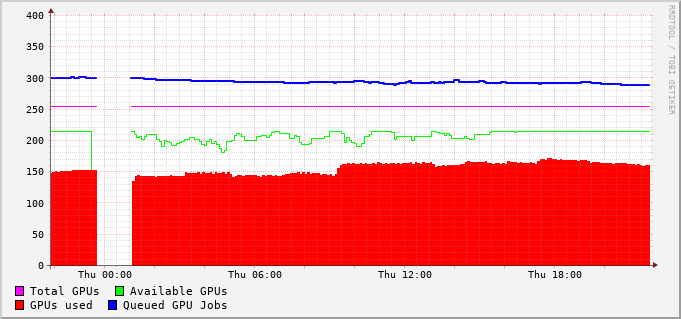 400
350
300
250
200
150
100
50
0
Thu 00:00 Thu 06:00 Thu 12:00 Thu 18:00
Total GPUs Available GPUs
GPUs used Queued GPU Jobs
RRDTOOL / TOBI OETIKER